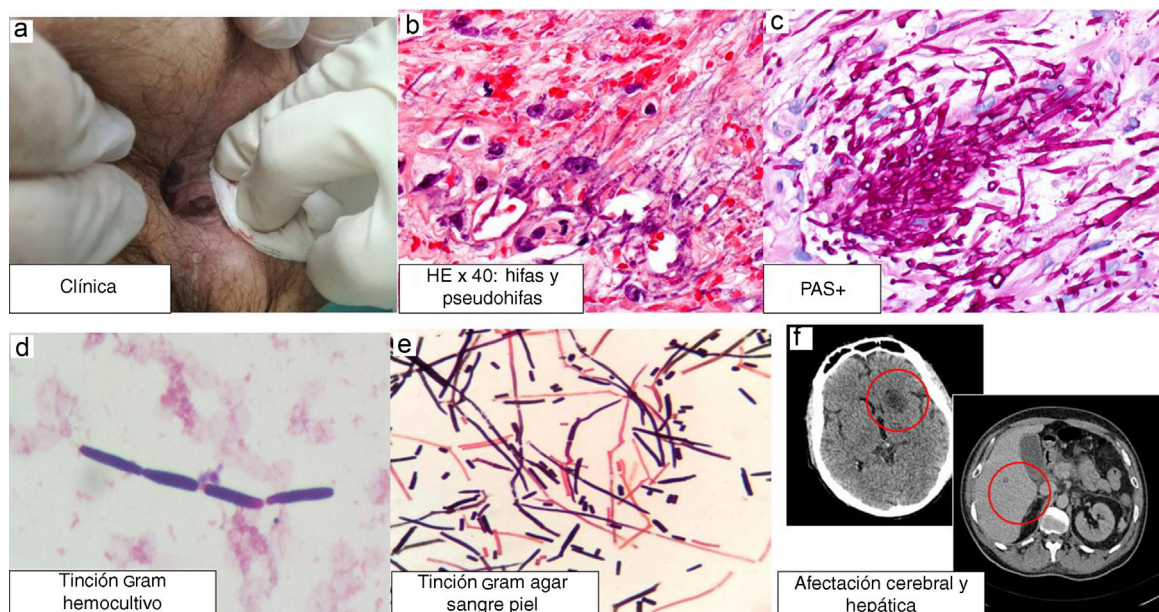 a
b
c
Clínica
HE x 40: hifas y
pseudohifas
PAS+
d
e
f
Tinción Gram
hemocultivo
Tinción Gram agar
sangre piel
Afectación cerebral y
hepática